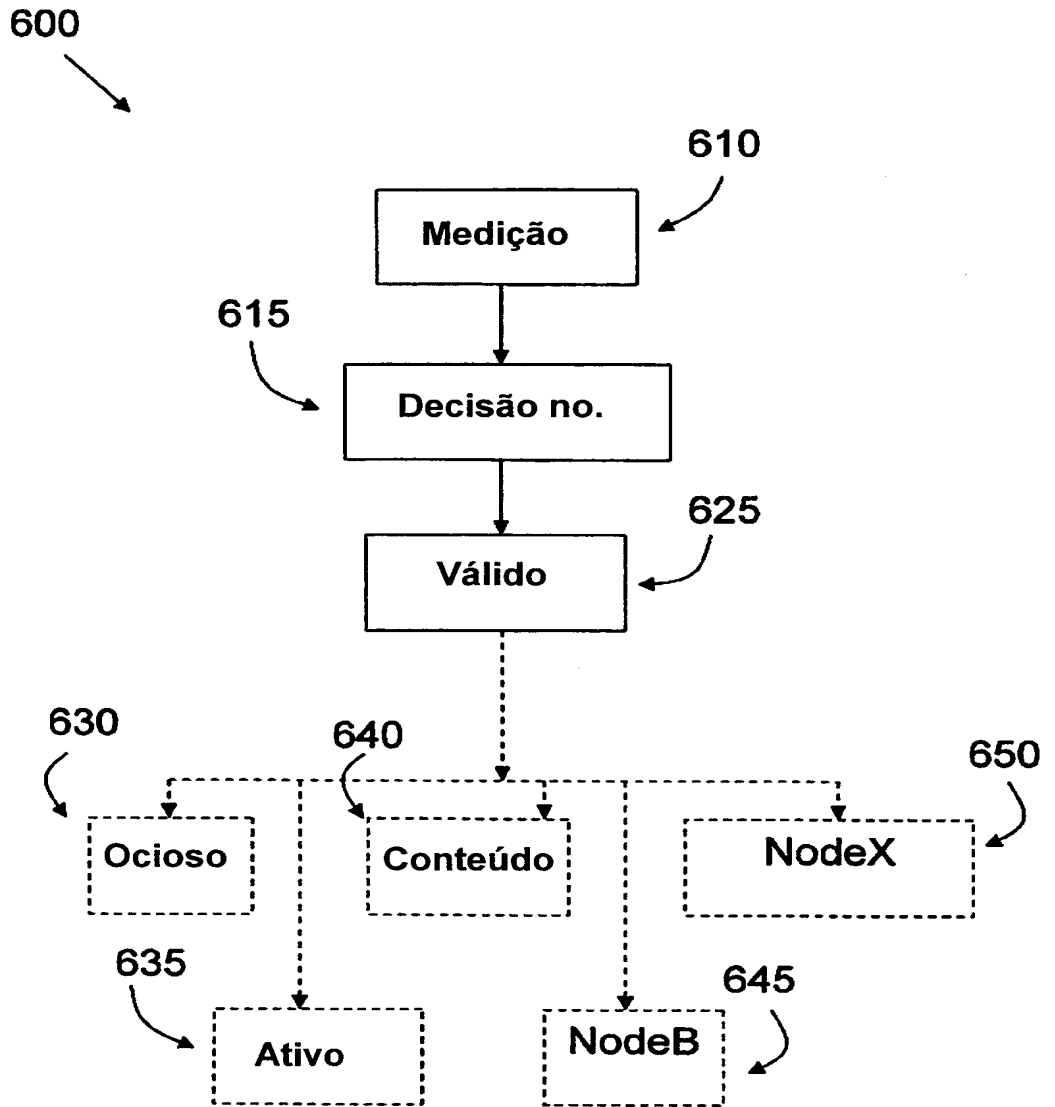 600
610
Medição
615
Decisão no.
625
Válido
630
640
650
Ocioso
Conteúdo
NodeX
635
645
Ativo
NodeB